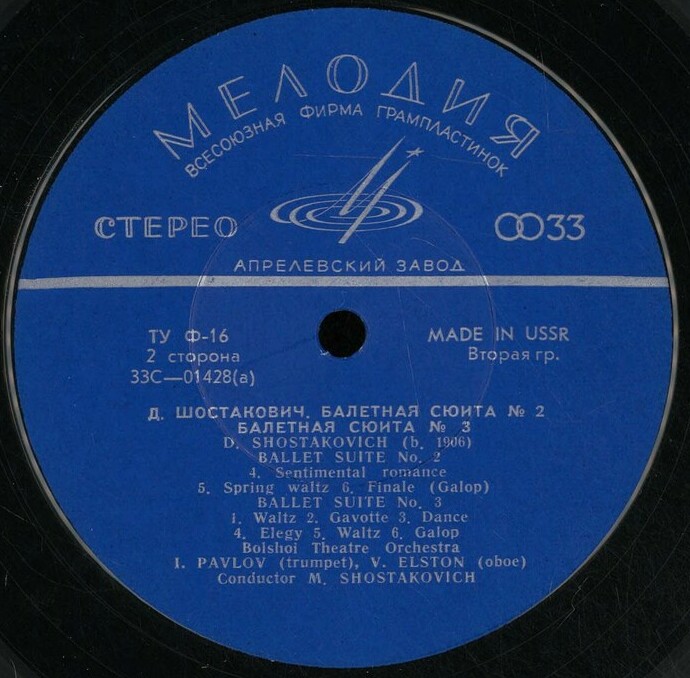 МЕЛОДИЯ
ВСЕСОЮЗНАЯ ФИРМА ГРАМПЛАСТИНОК
СТЕРЕО
33
АПРЕЛЕВСКИЙ ЗАВОД
ТУ Ф-16
2 сторона
33С—01428(а)
MADE IN USSR
Вторая гр.
Д. ШОСТАКОВИЧ. БАЛЕТНАЯ СЮИТА № 2
БАЛЕТНАЯ СЮИТА № 3
D. SHOSTAKOVICH (b. 1906)
BALLET SUITE No. 2
4. Sentimental romance
5. Spring waltz 6. Finale (Galop)
BALLET SUITE No. 3
1. Waltz 2. Gavotte 3. Dance
4. Elegy 5. Waltz 6. Galop
Bolshoi Theatre Orchestra
I. PAVLOV (trumpet), V. ELSTON (oboe)
Conductor M. SHOSTAKOVICH